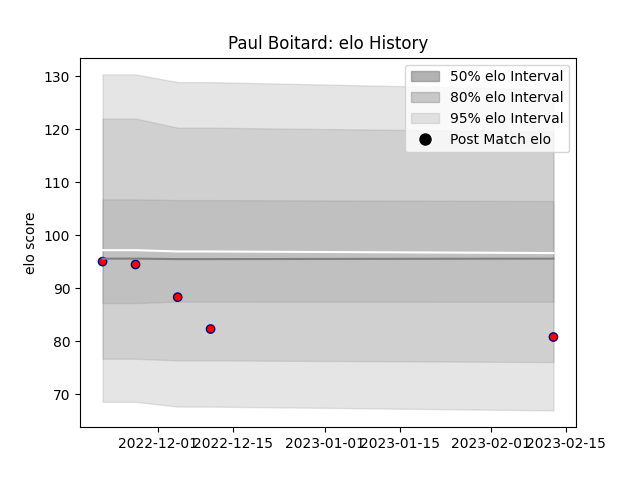 Paul Boitard: elo History
130
120
110
100
90
80
70
elo score
50% elo Interval
80% elo Interval
95% elo Interval
Post Match elo
2022-12-01 2022-12-15 2023-01-01 2023-01-15 2023-02-01 2023-02-15